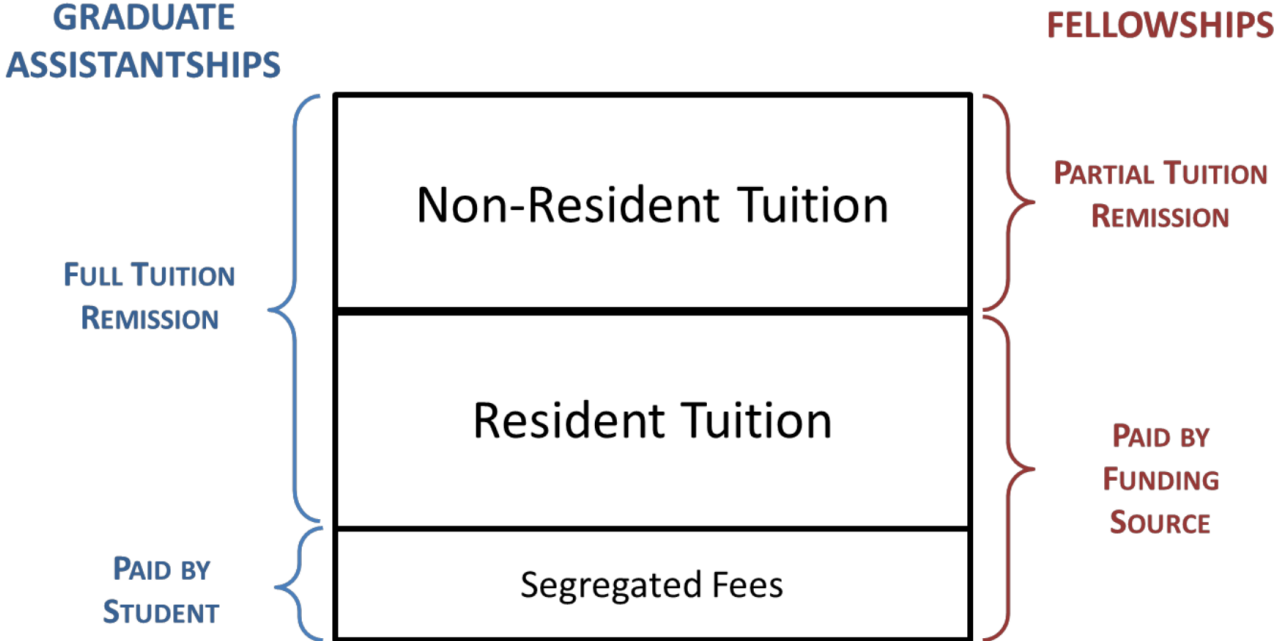 GRADUATE
ASSISTANTSHIPS
FULL TUITION
REMISSION
PAID BY
STUDENT
Non-Resident Tuition
Resident Tuition
Segregated Fees
FELLOWSHIPS
PARTIAL TUITION
REMISSION
PAID BY
FUNDING
SOURCE